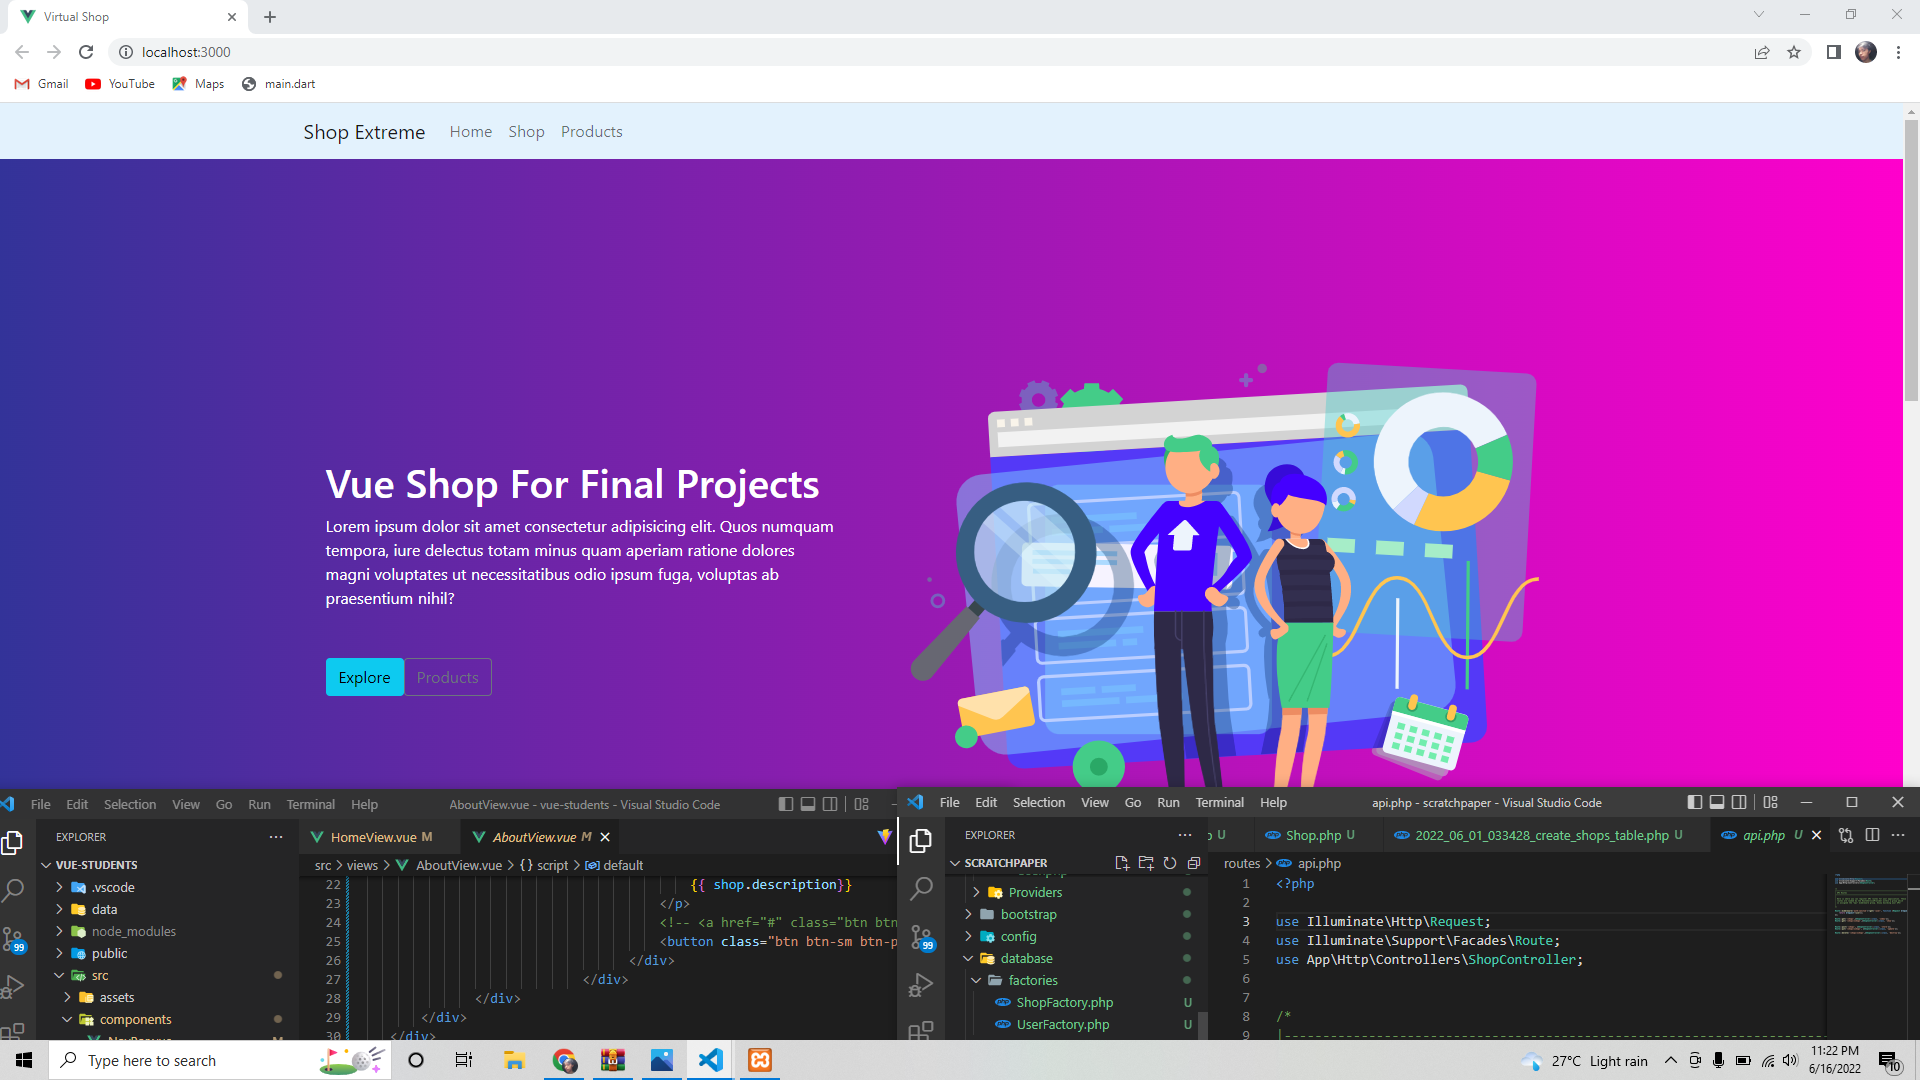 Virtual Shop
localhost:3000
Gmail YouTube Maps main.dart
Shop Extreme Home Shop Products
Vue Shop For Final Projects
Lorem ipsum dolor sit amet consectetur adipisicing elit. Quos numquam
tempora, iure delectus totam minus quam aperiam ratione dolores
magni voluptates ut necessitatibus odio ipsum fuga, voluptas ab
praesentium nihil?
Explore Products
File Edit Selection View Go Run Terminal Help AboutView.vue - vue-students - Visual Studio Code
EXPLORER
HomeView.vue M AboutView.vue M
VUE-STUDENTS
src > views > AboutView.vue > {} script > default
.vscode
data
node_modules
public
src
assets
components
99
22 {{ shop.description}}
23 </p>
24 <!-- <a href="#" class="btn btn
25 <button class="btn btn-sm btn-p
26 </div>
27 </div>
28 </div>
29 </div>
30 </div>
File Edit Selection View Go Run Terminal Help api.php - scratchpaper - Visual Studio Code
EXPLORER
U Shop.php U 2022_06_01_033428_create_shops_table.php U api.php U
SCRATCHPAPER
routes > api.php
Providers
bootstrap
config
database
factories
ShopFactory.php U
UserFactory.php U
99
1 <?php
2
3 use Illuminate\Http\Request;
4 use Illuminate\Support\Facades\Route;
5 use App\Http\Controllers\ShopController;
6
7
8 /*
9 |--------------------------------------------------------------------------
Type here to search
27°C Light rain
11:22 PM
6/16/2022
10